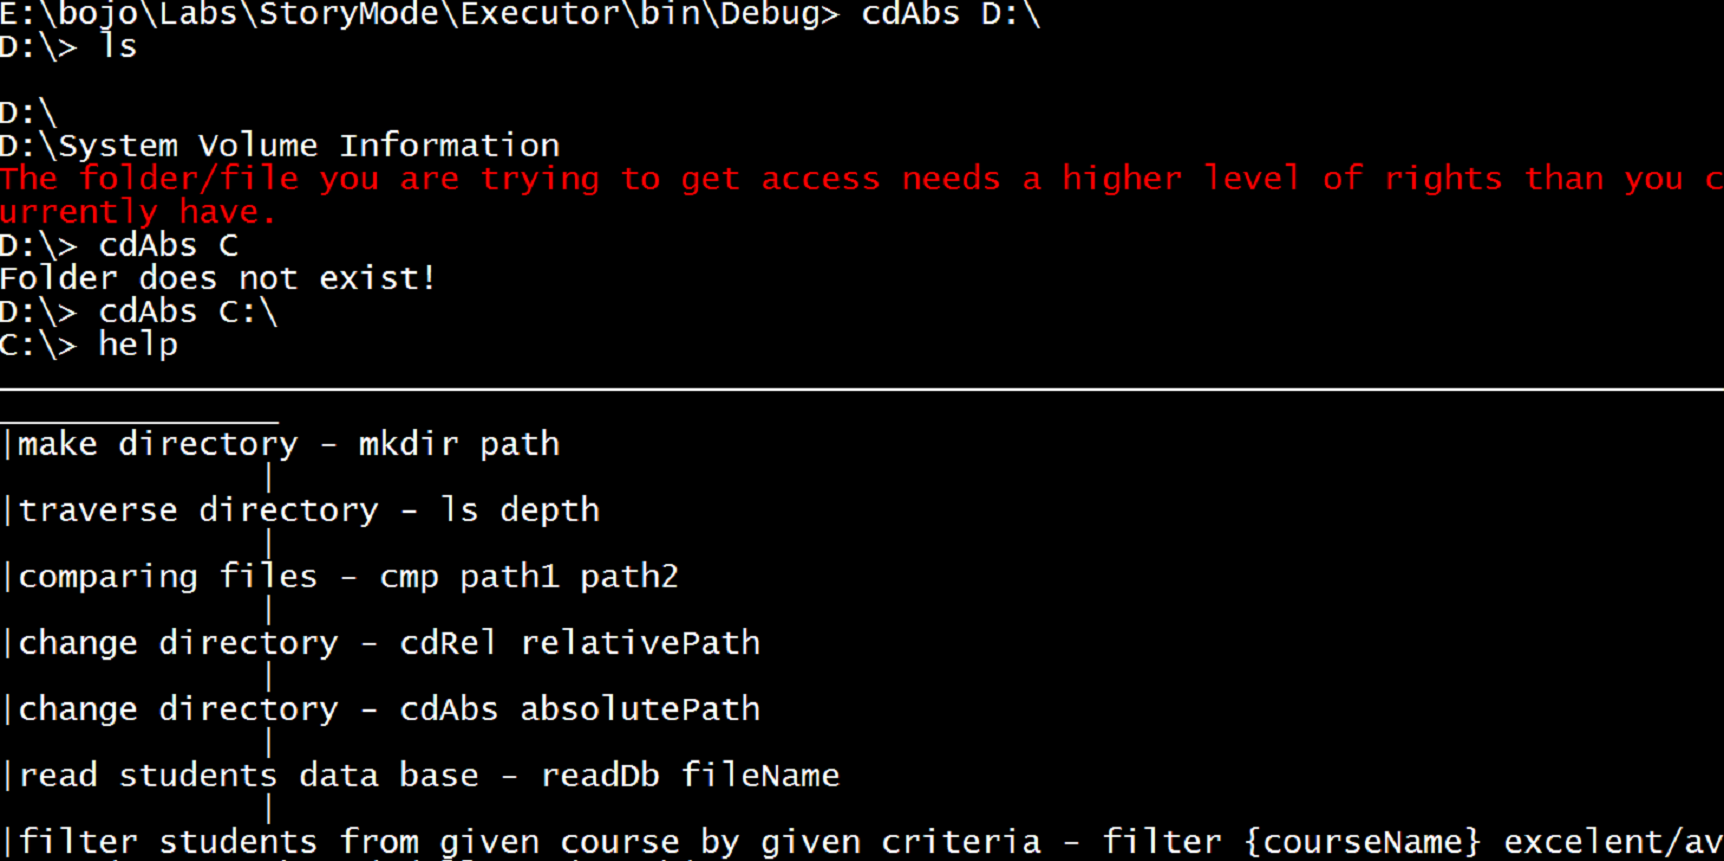 E:\bojo\Labs\StoryMode\Executor\bin\Debug> cdAbs D:\
D:\> ls
D:\
D:\System Volume Information
The folder/file you are trying to get access needs a higher level of rights than you c
urrently have.
D:\> cdAbs C
Folder does not exist!
D:\> cdAbs C:\
C:\> help
|make directory - mkdir path
|
|traverse directory - ls depth
|
|comparing files - cmp path1 path2
|
|change directory - cdRel relativePath
|
|change directory - cdAbs absolutePath
|
|read students data base - readDb fileName
|
|filter students from given course by given criteria - filter {courseName} excelent/av